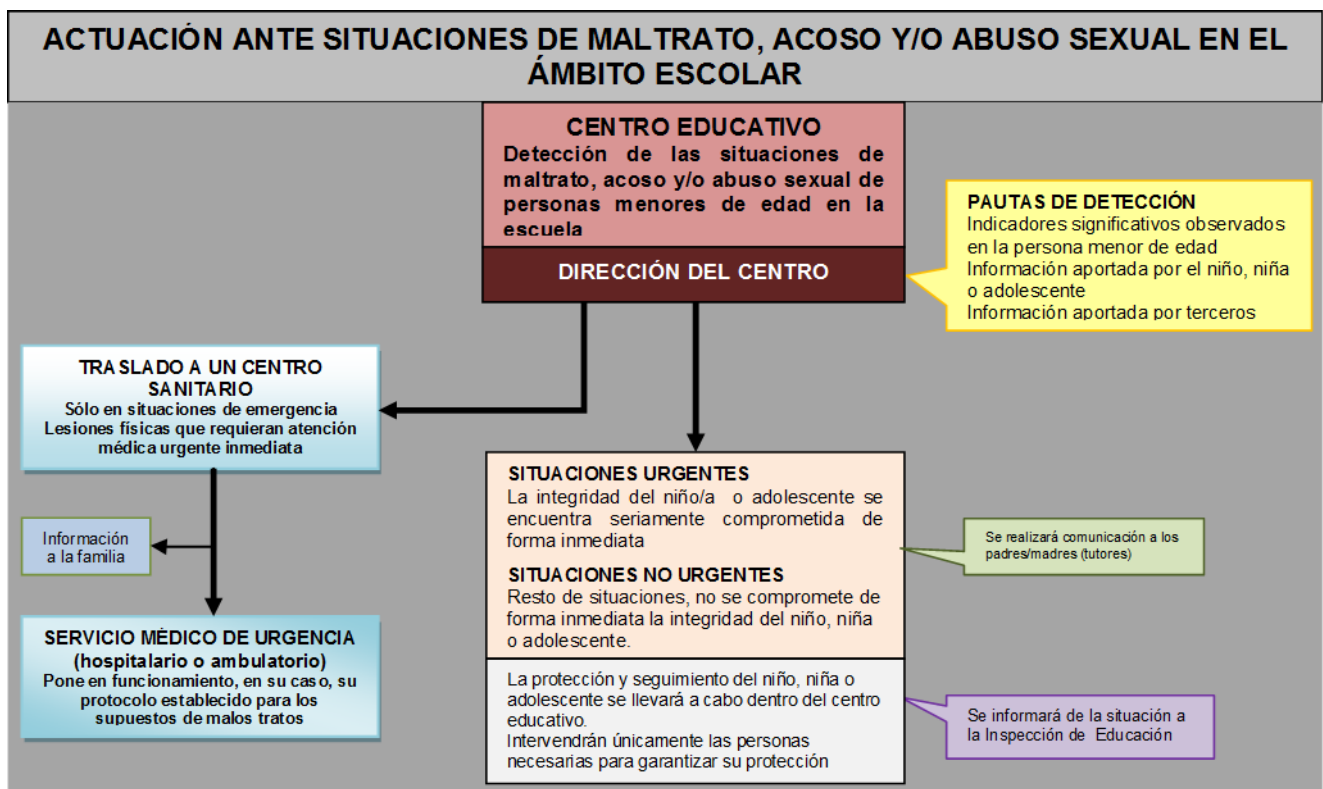 ACTUACIÓN ANTE SITUACIONES DE MALTRATO, ACOSO Y/O ABUSO SEXUAL EN EL
ÁMBITO ESCOLAR
CENTRO EDUCATIVO
Detección de las situaciones de
maltrato, acoso y/o abuso sexual de
personas menores de edad en la
escuela
DIRECCIÓN DEL CENTRO
PAUTAS DE DETECCIÓN
Indicadores significativos observados
en la persona menor de edad
Información aportada por el niño, niña
o adolescente
Información aportada por terceros
TRASLADO A UN CENTRO
SANITARIO
Sólo en situaciones de emergencia
Lesiones físicas que requieran atención
médica urgente inmediata
Información
a la familia
SERVICIO MÉDICO DE URGENCIA
(hospitalario o ambulatorio)
Pone en funcionamiento, en su caso, su
protocolo establecido para los
supuestos de malos tratos
SITUACIONES URGENTES
La integridad del niño/a o adolescente se
encuentra seriamente comprometida de
forma inmediata
SITUACIONES NO URGENTES
Resto de situaciones, no se compromete de
forma inmediata la integridad del niño, niña
o adolescente.
Se realizará comunicación a los
padres/madres (tutores)
La protección y seguimiento del niño, niña o
adolescente se llevará a cabo dentro del centro
educativo.
Intervendrán únicamente las personas
necesarias para garantizar su protección
Se informará de la situación a
la Inspección de Educación